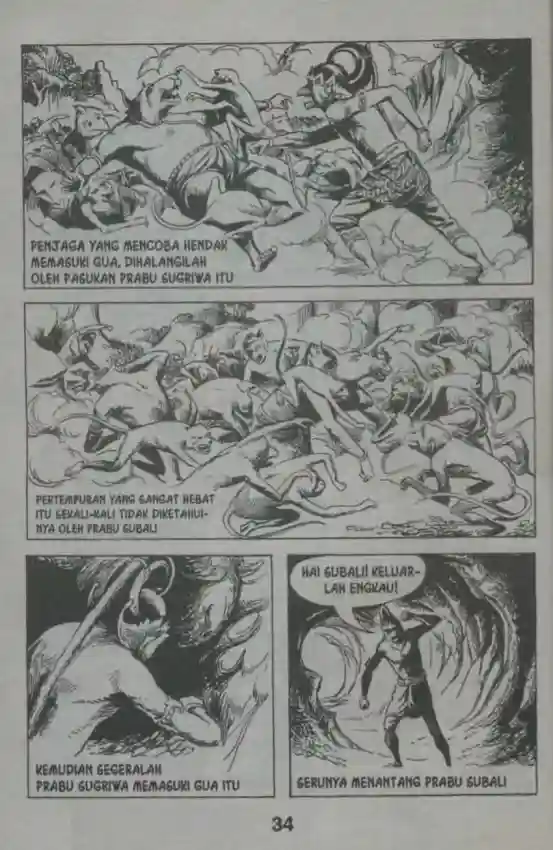 PENJAGA YANG MENCOBA HENDAK
MEMASUKI GUA, DIHALANGILAH
OLEH PASUKAN PRABU SUGRIWA ITU
PERTEMPURAN YANG SANGAT HEBAT
ITU SEKALI-KALI TIDAK DIKETAHUI-
NYA OLEH PRABU SUBALI
KEMUDIAN SEGERALAH
PRABU SUGRIWA MEMASUKI GUA ITU
HAI SUBALI! KELUAR-
LAH ENGKAU!
SERUNYA MENANTANG PRABU SUBALI
34